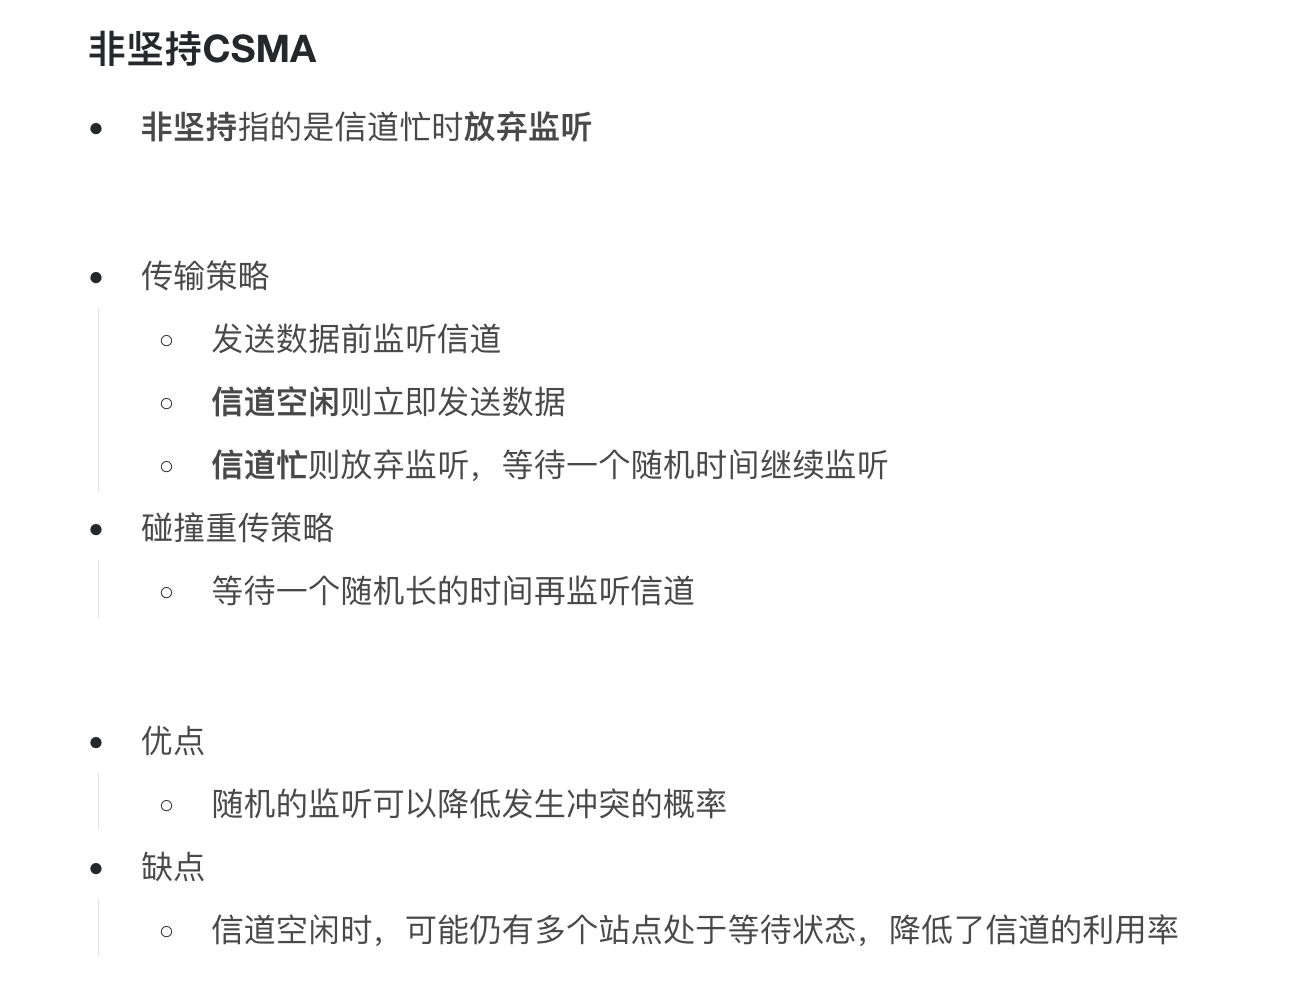 非坚持CSMA
非坚持指的是信道忙时放弃监听
传输策略
发送数据前监听信道
信道空闲则立即发送数据
信道忙则放弃监听，等待一个随机时间继续监听
碰撞重传策略
等待一个随机长的时间再监听信道
优点
随机的监听可以降低发生冲突的概率
缺点
信道空闲时，可能仍有多个站点处于等待状态，降低了信道的利用率